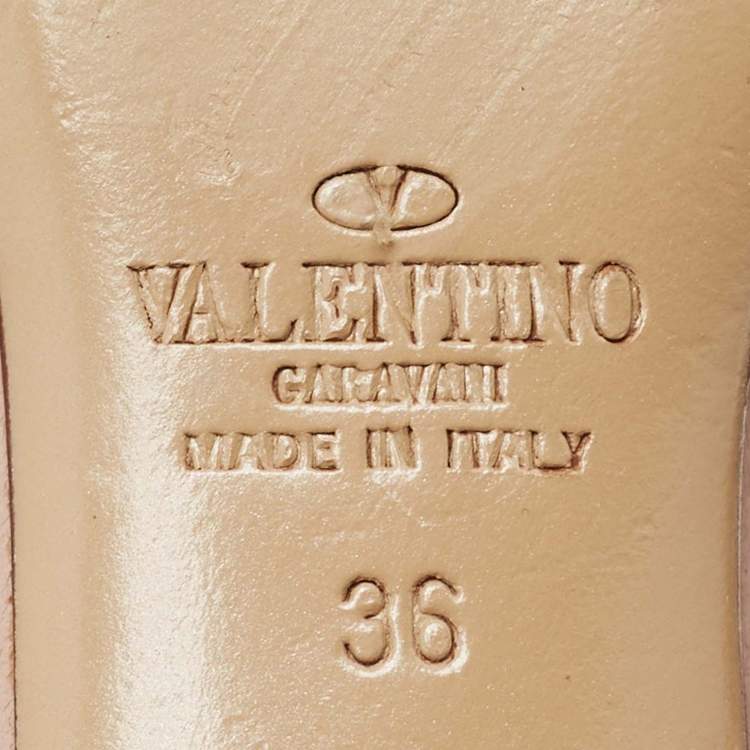 V
VALENTINO
GARAVANI
MADE IN ITALY
36